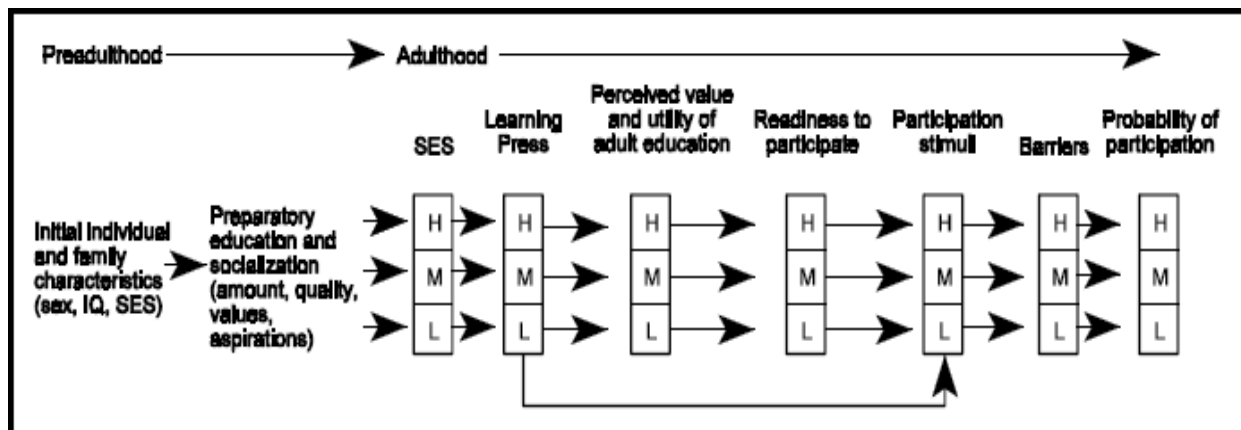 Preadulthood
Adulthood
SES
Learning
Press
Perceived value
and utility of
adult education
Readiness to
participate
Participation
stimuli
Barriers
Probability of
participation
Initial individual
and family
characteristics
(sex, IQ, SES)
Preparatory
education and
socialization
(amount, quality,
values,
aspirations)
H H H H H H H
M M M M M M M
L L L L L L L